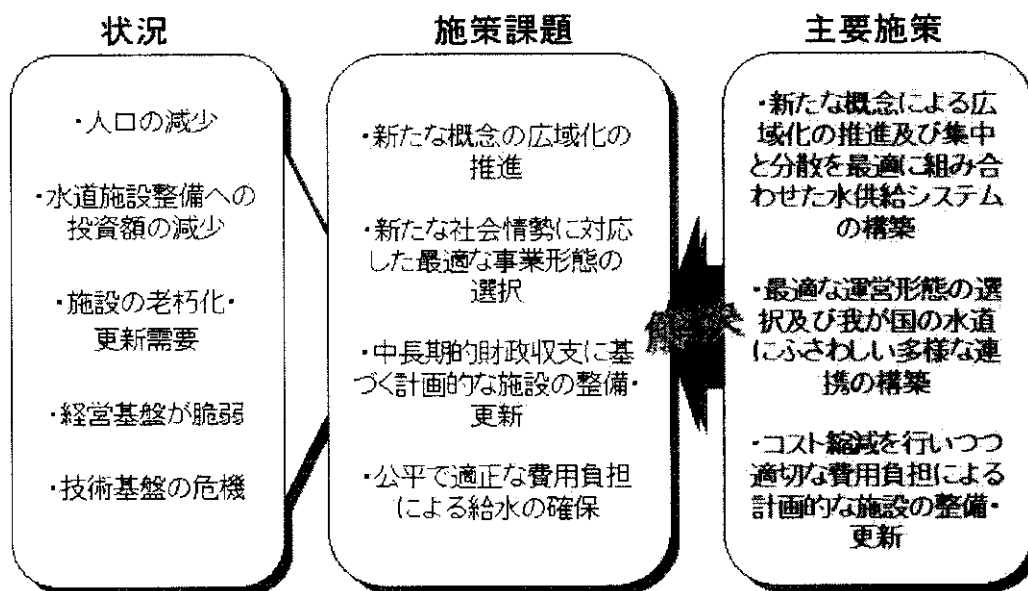 状況
・人口の減少
・水道施設整備への
投資額の減少
・施設の老朽化・
更新需要
・経営基盤が脆弱
・技術基盤の危機
施策課題
・新たな概念の広域化の
推進
・新たな社会情勢に対応
した最適な事業形態の
選択
・中長期的財政収支に基
づく計画的な施設の整備・
更新
・公平で適正な費用負担
による給水の確保
解決
主要施策
・新たな概念による広
域化の推進及び集中
と分散を最適に組み合
わせた水供給システム
の構築
・最適な運営形態の選
択及び我が国の水道
にふさわしい多様な連
携の構築
・コスト縮減を行いつつ
適切な費用負担による
計画的な施設の整備・
更新